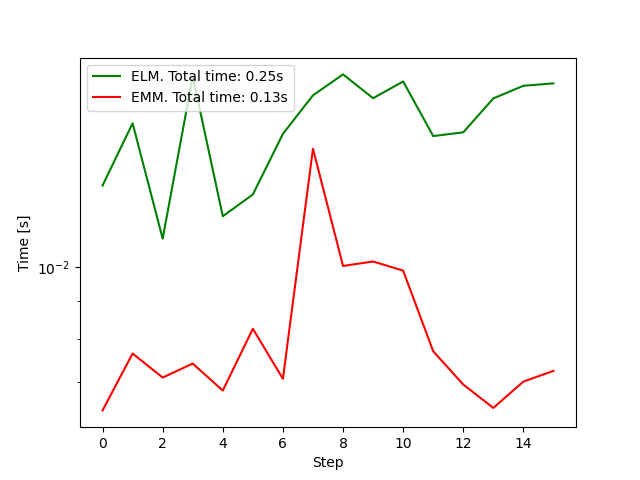 ELM. Total time: 0.25s
EMM. Total time: 0.13s
Time [s]
10⁻²
0 2 4 6 8 10 12 14
Step